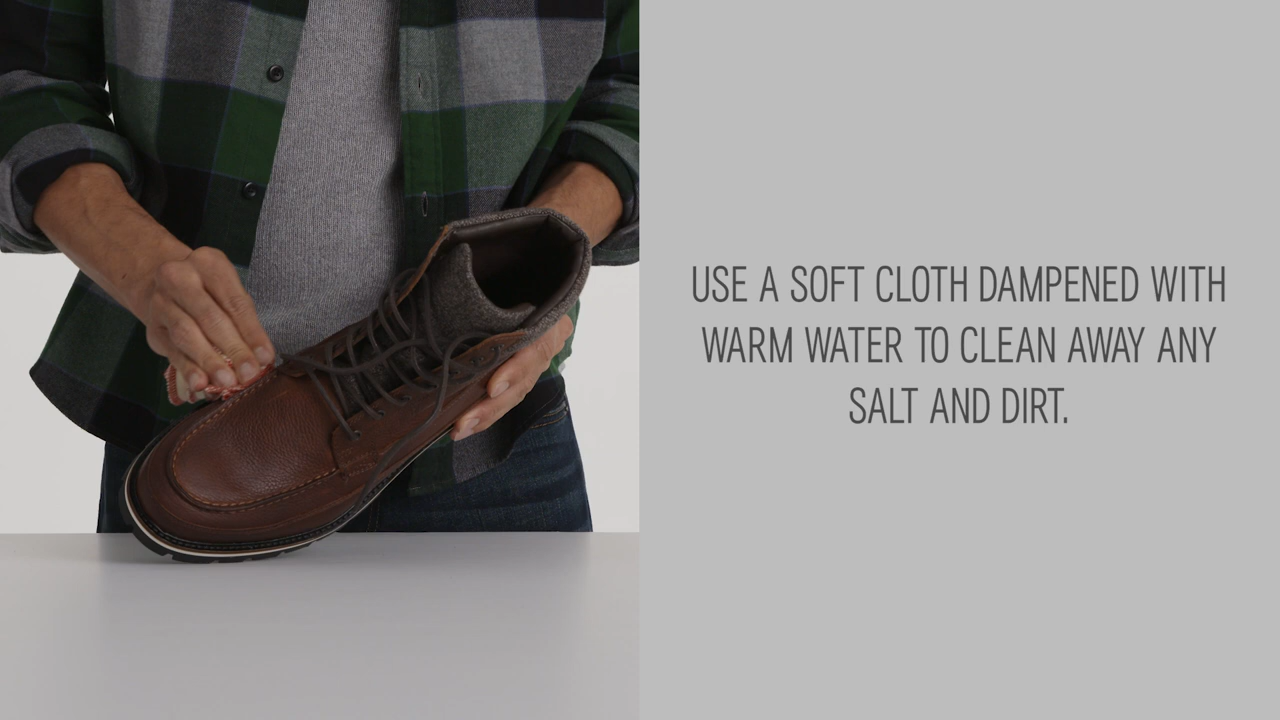 USE A SOFT CLOTH DAMPENED WITH
WARM WATER TO CLEAN AWAY ANY
SALT AND DIRT.